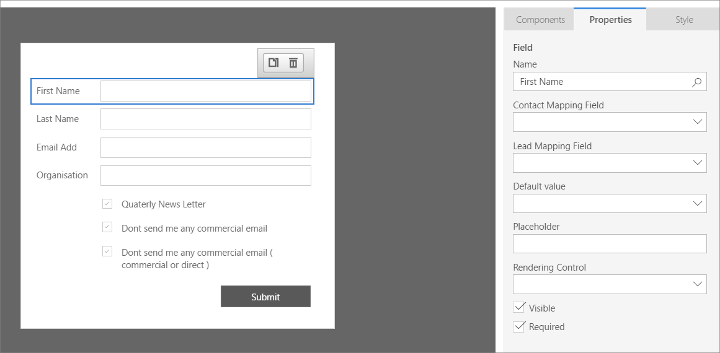 First Name
Last Name
Email Add
Organisation
Quaterly News Letter
Dont send me any commercial email
Dont send me any commercial email (
commercial or direct )
Submit
Components Properties Style
Field
Name
First Name
Contact Mapping Field
Lead Mapping Field
Default value
Placeholder
Rendering Control
Visible
Required